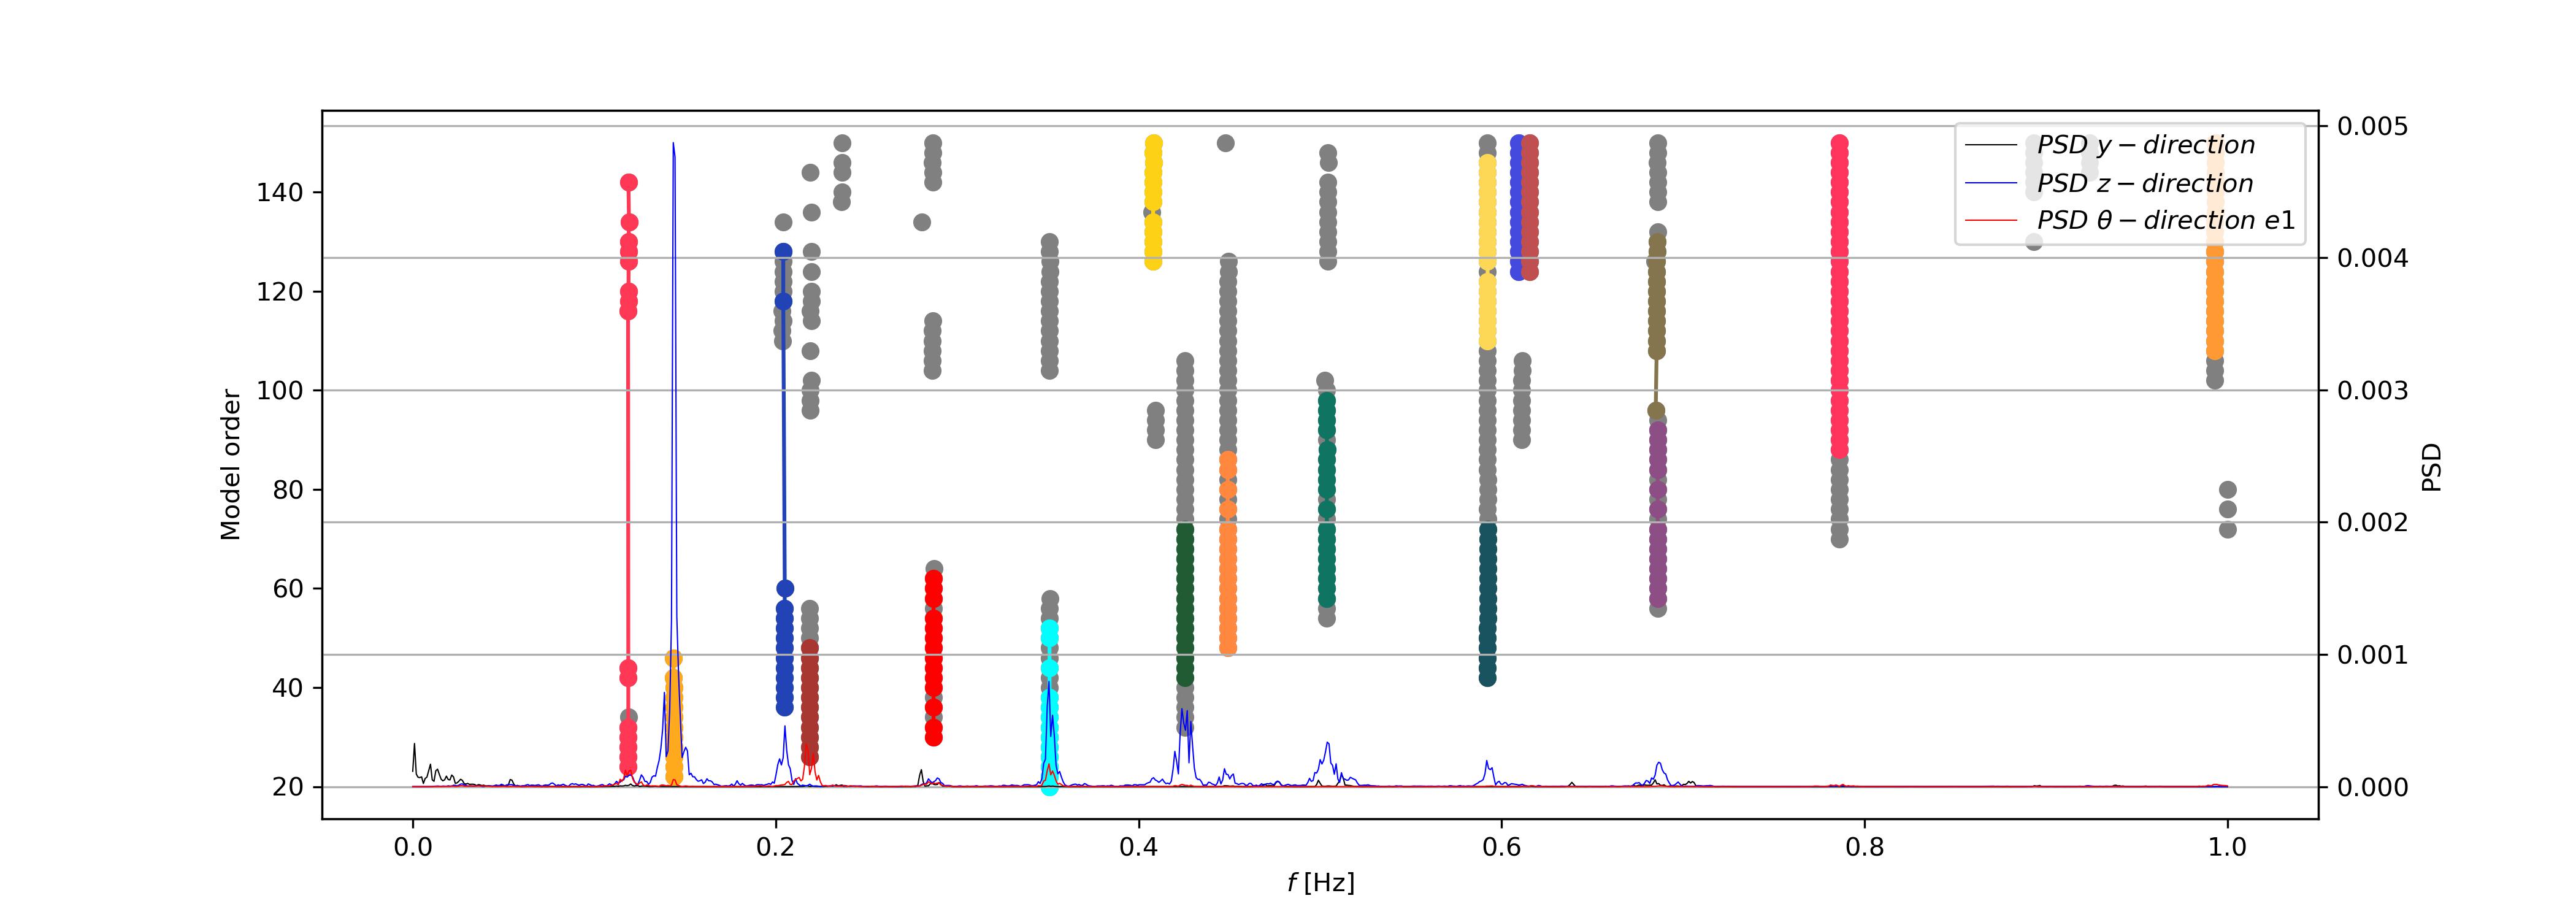 PSD y − direction
PSD z − direction
PSD θ − direction e1
Model order
140
120
100
80
60
40
20
0.005
0.004
0.003
0.002
0.001
0.000
PSD
0.0 0.2 0.4 0.6 0.8 1.0
f [Hz]